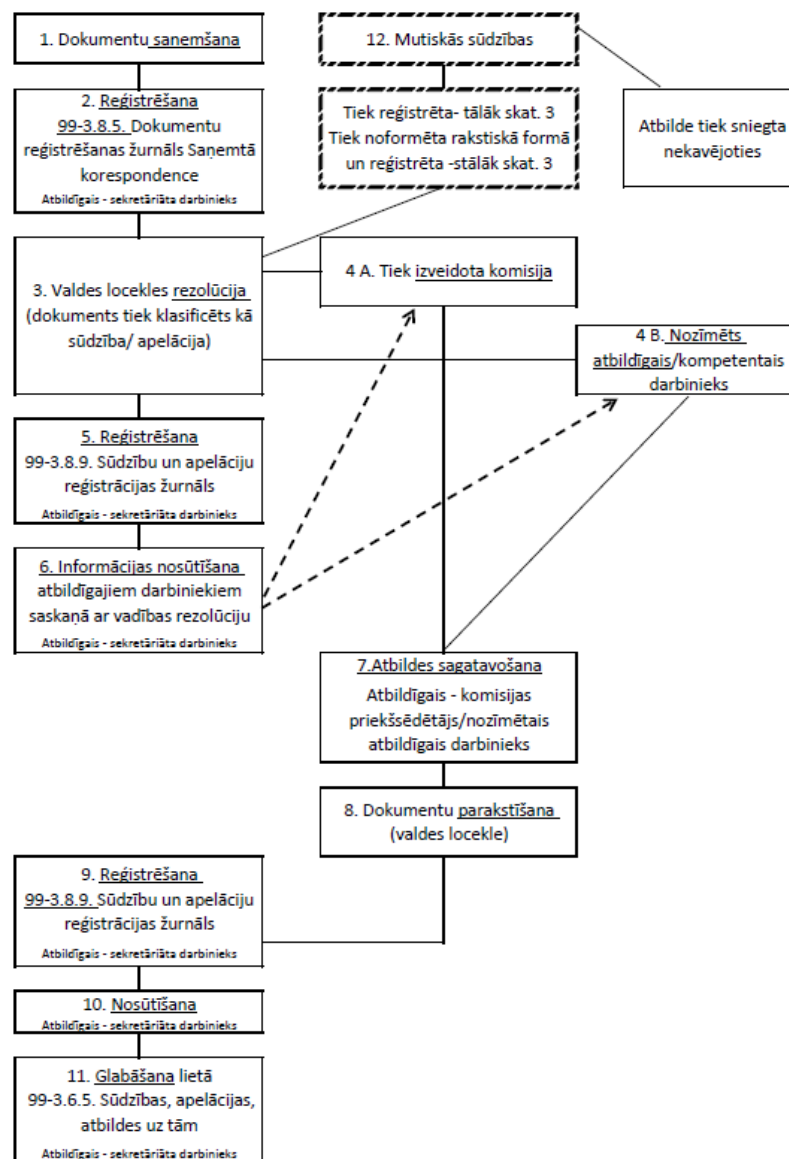 1. Dokumentu saņemšana
12. Mutiskās sūdzības
2. Reģistrēšana
99-3.8.5. Dokumentu
reģistrēšanas žurnāls Saņemtā
korespondence
Atbildīgais - sekretāriāta darbinieks
Tiek reģistrēta- tālāk skat. 3
Tiek noformēta rakstiskā formā
un reģistrēta -stālāk skat. 3
Atbilde tiek sniegta
nekavējoties
3. Valdes locekles rezolūcija
(dokuments tiek klasificēts kā
sūdzība/ apelācija)
4 A. Tiek izveidota komisija
4 B. Nozīmēts
atbildīgais/kompetentais
darbinieks
5. Reģistrēšana
99-3.8.9. Sūdzību un apelāciju
reģistrācijas žurnāls
Atbildīgais - sekretāriāta darbinieks
6. Informācijas nosūtīšana
atbildīgajiem darbiniekiem
saskaņā ar vadības rezolūciju
Atbildīgais - sekretāriāta darbinieks
7.Atbildes sagatavošana
Atbildīgais - komisijas
priekšsēdētājs/nozīmētais
atbildīgais darbinieks
8. Dokumentu parakstīšana
(valdes locekle)
9. Reģistrēšana
99-3.8.9. Sūdzību un apelāciju
reģistrācijas žurnāls
Atbildīgais - sekretāriāta darbinieks
10. Nosūtīšana
Atbildīgais - sekretāriāta darbinieks
11. Glabāšana lietā
99-3.6.5. Sūdzības, apelācijas,
atbildes uz tām
Atbildīgais - sekretāriāta darbinieks